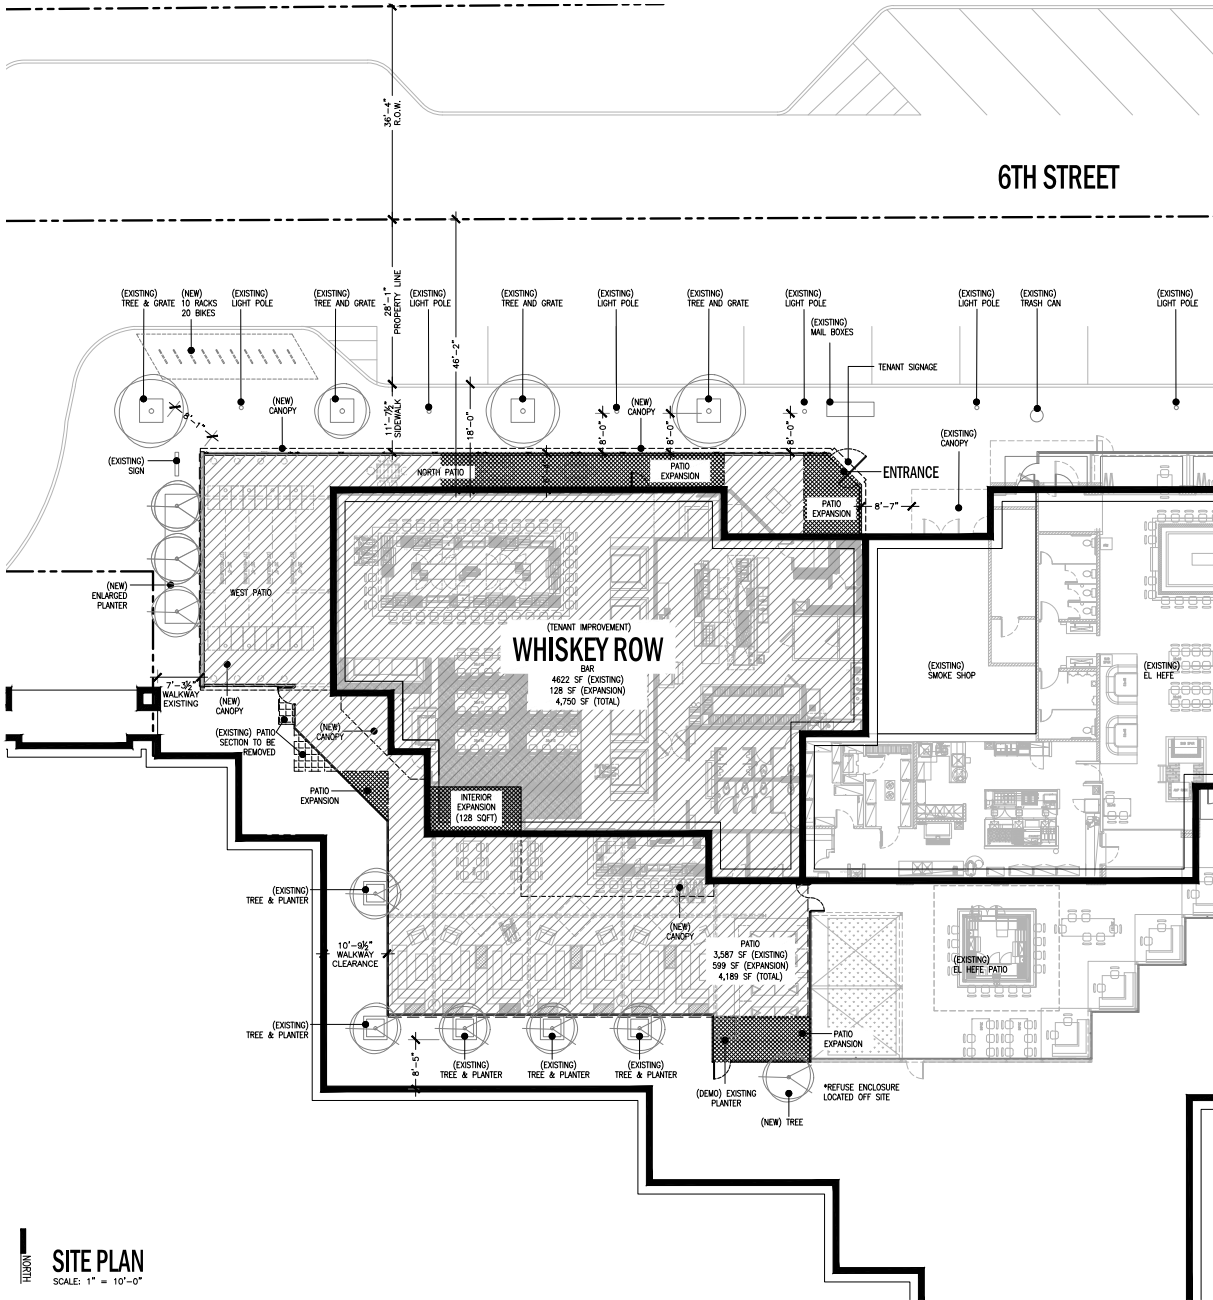 36'-4"
R.O.W.
6TH STREET
28'-1"
PROPERTY LINE
46'-2"
(EXISTING)
TREE & GRATE
(NEW)
10 RACKS
20 BIKES
(EXISTING)
LIGHT POLE
(EXISTING)
TREE AND GRATE
(EXISTING)
LIGHT POLE
(EXISTING)
TREE AND GRATE
(EXISTING)
LIGHT POLE
(EXISTING)
TREE AND GRATE
(EXISTING)
LIGHT POLE
(EXISTING)
MAIL BOXES
(EXISTING)
LIGHT POLE
(EXISTING)
TRASH CAN
(EXISTING)
LIGHT POLE
TENANT SIGNAGE
8'-1"
(NEW)
CANOPY
11'-7½"
SIDEWALK
18'-0"
8'-0"
(NEW)
CANOPY
8'-0"
8'-0"
(EXISTING)
CANOPY
(EXISTING)
SIGN
NORTH PATIO
PATIO
EXPANSION
ENTRANCE
PATIO
EXPANSION
8'-7"
(NEW)
ENLARGED
PLANTER
WEST PATIO
(TENANT IMPROVEMENT)
WHISKEY ROW
BAR
4622 SF (EXISTING)
128 SF (EXPANSION)
4,750 SF (TOTAL)
(EXISTING)
SMOKE SHOP
(EXISTING)
EL HEFE
7'-3½"
WALKWAY
EXISTING
(NEW)
CANOPY
(NEW)
CANOPY
(EXISTING) PATIO
SECTION TO BE
REMOVED
PATIO
EXPANSION
INTERIOR
EXPANSION
(128 SQFT)
(EXISTING)
TREE & PLANTER
10'-9½"
WALKWAY
CLEARANCE
(NEW)
CANOPY
PATIO
3,587 SF (EXISTING)
599 SF (EXPANSION)
4,189 SF (TOTAL)
(EXISTING)
EL HEFE PATIO
(EXISTING)
TREE & PLANTER
8'-5"
(EXISTING)
TREE & PLANTER
(EXISTING)
TREE & PLANTER
(EXISTING)
TREE & PLANTER
PATIO
EXPANSION
(DEMO) EXISTING
PLANTER
*REFUSE ENCLOSURE
LOCATED OFF SITE
(NEW) TREE
NORTH
SITE PLAN
SCALE: 1" = 10'-0"